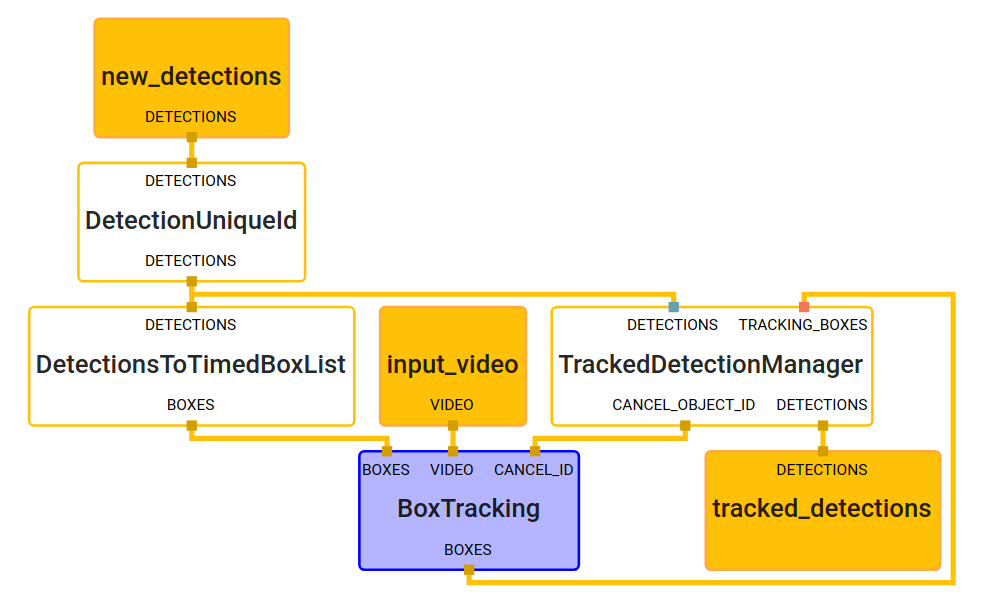 new_detections
DETECTIONS
DETECTIONS
DetectionUniqueId
DETECTIONS
DETECTIONS
DetectionsToTimedBoxList
BOXES
input_video
VIDEO
DETECTIONS TRACKING_BOXES
TrackedDetectionManager
CANCEL_OBJECT_ID DETECTIONS
BOXES VIDEO CANCEL_ID
BoxTracking
BOXES
DETECTIONS
tracked_detections